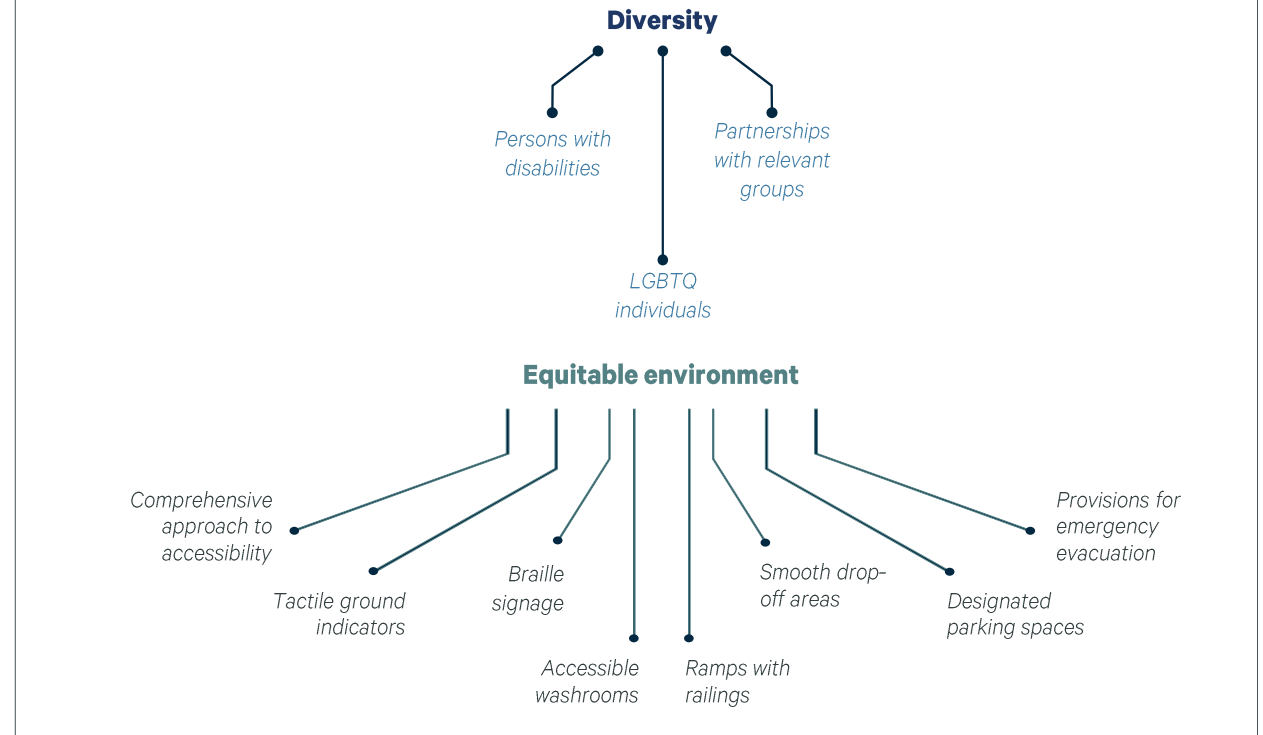 Diversity
Persons with
disabilities
Partnerships
with relevant
groups
LGBTQ
individuals
Equitable environment
Comprehensive
approach to
accessibility
Tactile ground
indicators
Braille
signage
Accessible
washrooms
Ramps with
railings
Smooth drop-
off areas
Designated
parking spaces
Provisions for
emergency
evacuation